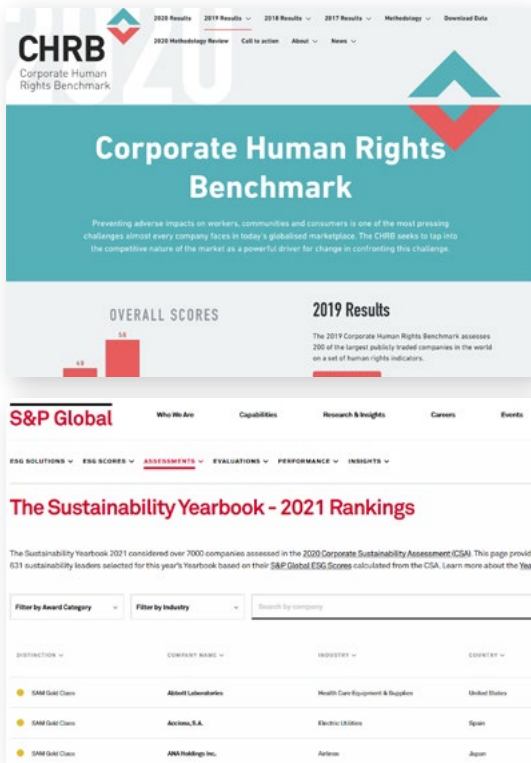 2020
2020 Results 2019 Results 2018 Results 2017 Results Methodology Download Data
2020 Methodology Review Call to action About News
CHRB
Corporate Human
Rights Benchmark
Corporate Human Rights
Benchmark
Preventing adverse impacts on workers, communities and consumers is one of the most pressing
challenges almost every company faces in today's globalised marketplace. The CHRB seeks to tap into
the competitive nature of the market as a powerful driver for change in confronting this challenge.
OVERALL SCORES
2019 Results
The 2019 Corporate Human Rights Benchmark assesses
200 of the largest publicly traded companies in the world
on a set of human rights indicators.
S&P Global
Who We Are Capabilities Research & Insights Careers Events
ESG SOLUTIONS ESG SCORES ASSESSMENTS EVALUATIONS PERFORMANCE INSIGHTS
The Sustainability Yearbook - 2021 Rankings
The Sustainability Yearbook 2021 considered over 7000 companies assessed in the 2020 Corporate Sustainability Assessment (CSA). This page provid
631 sustainability leaders selected for this year's Yearbook based on their S&P Global ESG Scores calculated from the CSA. Learn more about the Yea
Filter by Award Category Filter by Industry Search by company
DISTINCTION COMPANY NAME INDUSTRY COUNTRY
SAM Gold Class Abbott Laboratories Health Care Equipment & Supplies United States
SAM Gold Class Acciona, S.A. Electric Utilities Spain
SAM Gold Class ANA Holdings Inc. Airlines Japan